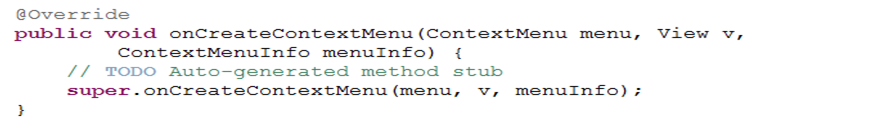 @Override
public void onCreateContextMenu(ContextMenu menu, View v,
        ContextMenuInfo menuInfo) {
    // TODO Auto-generated method stub
    super.onCreateContextMenu(menu, v, menuInfo);
}